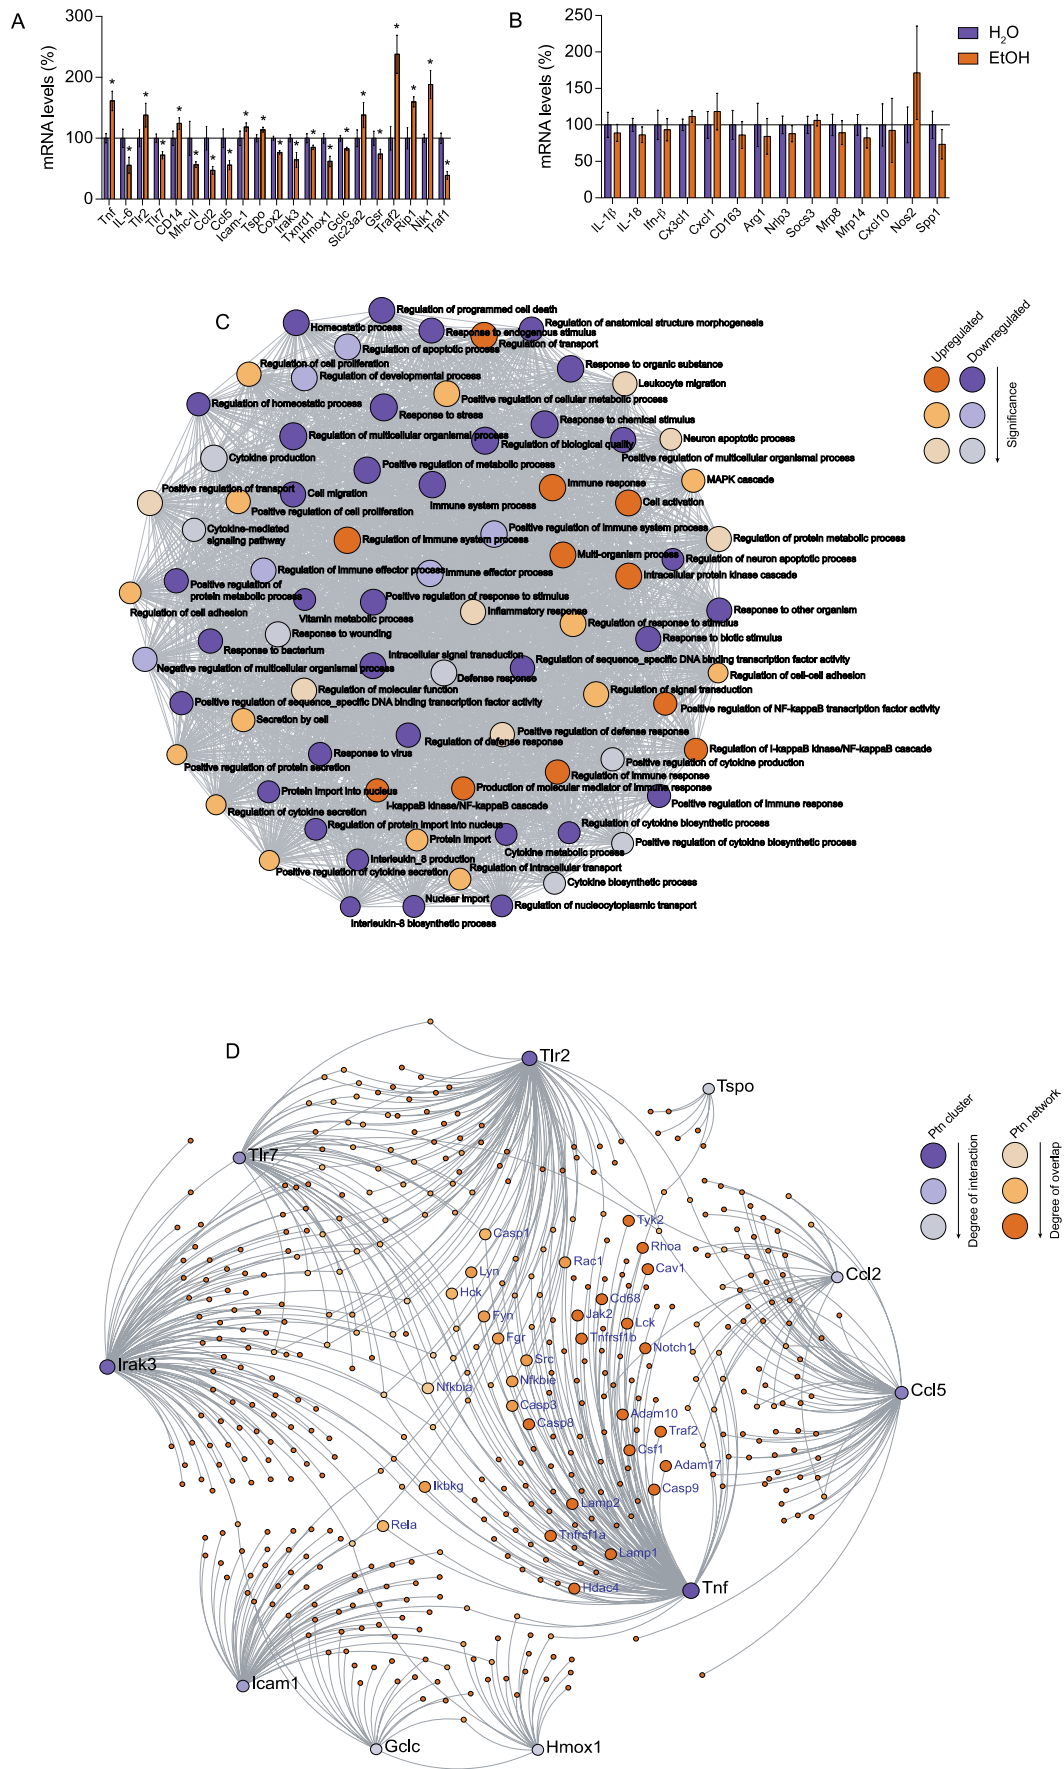 A
mRNA levels (%)
300
200
100
0
Tnf
IL-6
Tlr2
Tlr7
CD14
Mhc-II
Ccl2
Ccl5
Icam-1
Tspo
Cox2
Irak3
Txnrd1
Hmox1
Gclc
Slc23a2
Gsr
Traf2
Rip1
Nik1
Traf1
B
mRNA levels (%)
250
200
150
100
50
0
IL-1β
IL-18
Ifn-β
Cx3cl1
Cxcl1
CD163
Arg1
Nrlp3
Socs3
Mrp8
Mrp14
Cxcl10
Nos2
Spp1
H2O
EtOH
C
Regulation of programmed cell death
Homeostatic process
Response to endogenous stimulus
Regulation of anatomical structure morphogenesis
Regulation of transport
Regulation of apoptotic process
Regulation of cell proliferation
Regulation of developmental process
Response to organic substance
Leukocyte migration
Positive regulation of cellular metabolic process
Regulation of homeostatic process
Response to stress
Response to chemical stimulus
Regulation of multicellular organismal process
Regulation of biological quality
Neuron apoptotic process
Cytokine production
Positive regulation of multicellular organismal process
Positive regulation of metabolic process
MAPK cascade
Positive regulation of transport
Cell migration
Immune system process
Immune response
Cell activation
Positive regulation of cell proliferation
Cytokine-mediated
signaling pathway
Positive regulation of immune system process
Regulation of immune system process
Regulation of protein metabolic process
Multi-organism process
Regulation of neuron apoptotic process
Regulation of immune effector process
Immune effector process
Intracellular protein kinase cascade
Positive regulation of
protein metabolic process
Positive regulation of response to stimulus
Regulation of cell adhesion
Vitamin metabolic process
Inflammatory response
Response to other organism
Regulation of response to stimulus
Response to wounding
Response to biotic stimulus
Response to bacterium
Intracellular signal transduction
Regulation of sequence_specific DNA binding transcription factor activity
Negative regulation of multicellular organismal process
Defense response
Regulation of cell-cell adhesion
Regulation of molecular function
Regulation of signal transduction
Positive regulation of sequence_specific DNA binding transcription factor activity
Positive regulation of NF-kappaB transcription factor activity
Secretion by cell
Positive regulation of defense response
Regulation of defense response
Response to virus
Regulation of I-kappaB kinase/NF-kappaB cascade
Positive regulation of cytokine production
Positive regulation of protein secretion
Regulation of immune response
Protein import into nucleus
Production of molecular mediator of immune response
I-kappaB kinase/NF-kappaB cascade
Positive regulation of immune response
Regulation of cytokine secretion
Regulation of protein import into nucleus
Regulation of cytokine biosynthetic process
Protein import
Positive regulation of cytokine biosynthetic process
Cytokine metabolic process
Interleukin_8 production
Positive regulation of cytokine secretion
Regulation of intracellular transport
Cytokine biosynthetic process
Nuclear import
Regulation of nucleocytoplasmic transport
Interleukin-8 biosynthetic process
Upregulated
Downregulated
Significance
D
Tlr2
Tspo
Tlr7
Tyk2
Casp1
Rhoa
Rac1
Cav1
Lyn
Ccl2
Hck
Cd68
Fyn
Jak2
Lck
Fgr
Tnfrsf1b
Notch1
Src
Irak3
Nfkbia
Nfkbie
Ccl5
Casp3
Adam10
Casp8
Traf2
Csf1
Adam17
Ikbkg
Casp9
Lamp2
Rela
Tnfrsf1a
Lamp1
Hdac4
Tnf
Icam1
Gclc
Hmox1
Ptn cluster
Ptn network
Degree of interaction
Degree of overlap